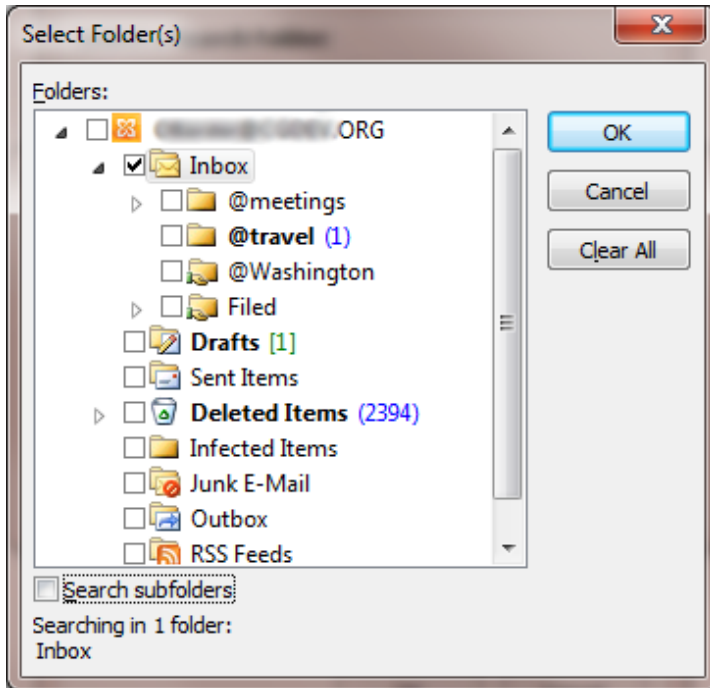 Select Folder(s)
Folders:
.ORG
OK
Inbox
Cancel
@meetings
@travel (1)
Clear All
@Washington
Filed
Drafts [1]
Sent Items
Deleted Items (2394)
Infected Items
Junk E-Mail
Outbox
RSS Feeds
Search subfolders
Searching in 1 folder:
Inbox